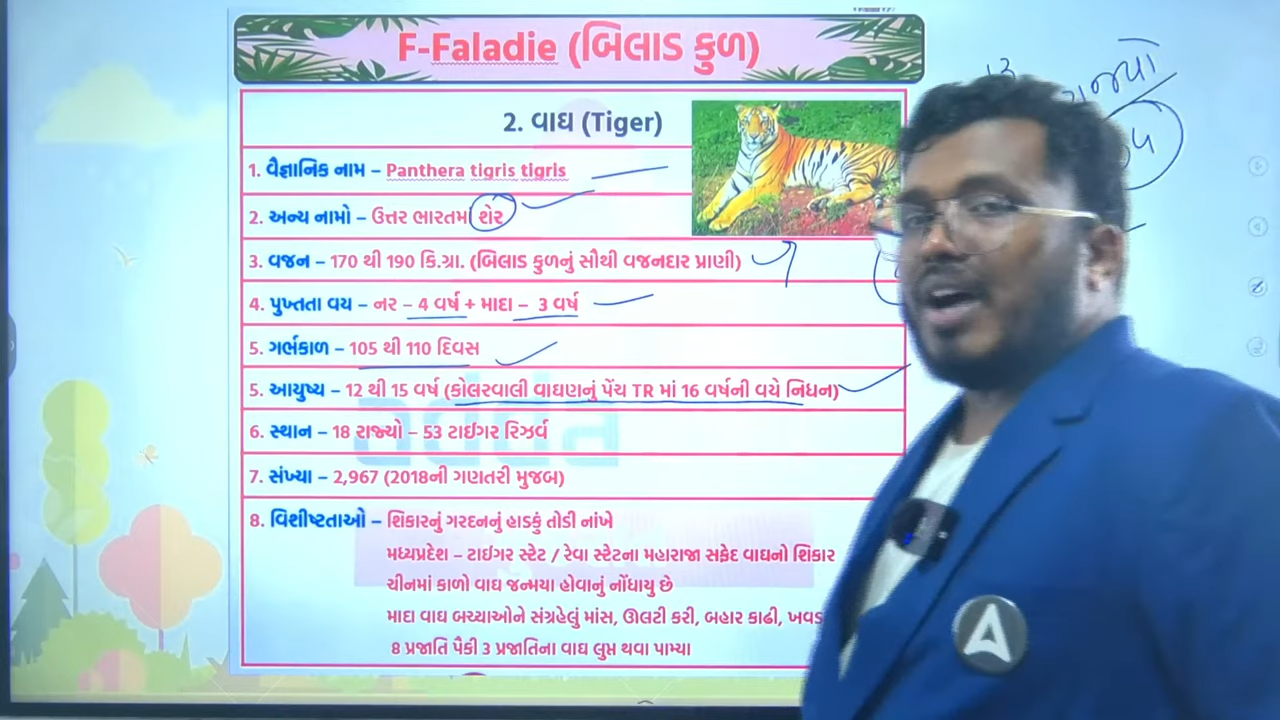 F-Faladie (બિલાડ કુળ)
2. વાઘ (Tiger)
1. વૈજ્ઞાનિક નામ – Panthera tigris tigris
2. અન્ય નામો – ઉત્તર ભારતમાં શેર
3. વજન – 170 થી 190 કિ.ગ્રા. (બિલાડ કુળનું સૌથી વજનદાર પ્રાણી)
4. પુખ્તતા વય – નર – 4 વર્ષ + માદા – 3 વર્ષ
5. ગર્ભકાળ – 105 થી 110 દિવસ
5. આયુષ્ય – 12 થી 15 વર્ષ (કોલરવાલી વાઘણનું પેંચ TR માં 16 વર્ષની વયે નિધન)
6. સ્થાન – 18 રાજ્યો – 53 ટાઈગર રિઝર્વ
7. સંખ્યા – 2,967 (2018ની ગણતરી મુજબ)
8. વિશીષ્ટતાઓ – શિકારનું ગરદનનું હાડકું તોડી નાંખે
મધ્યપ્રદેશ – ટાઈગર સ્ટેટ / રેવા સ્ટેટના મહારાજા સફેદ વાઘનો શિકાર
ચીનમાં કાળો વાઘ જન્મયા હોવાનું નોંધાયુ છે
માદા વાઘ બચ્યાઓને સંગ્રહેલું માંસ, ઊલટી કરી, બહાર કાઢી, ખવડ
8 પ્રજાતિ પૈકી 3 પ્રજાતિના વાઘ લુપ્ત થવા પામ્યા